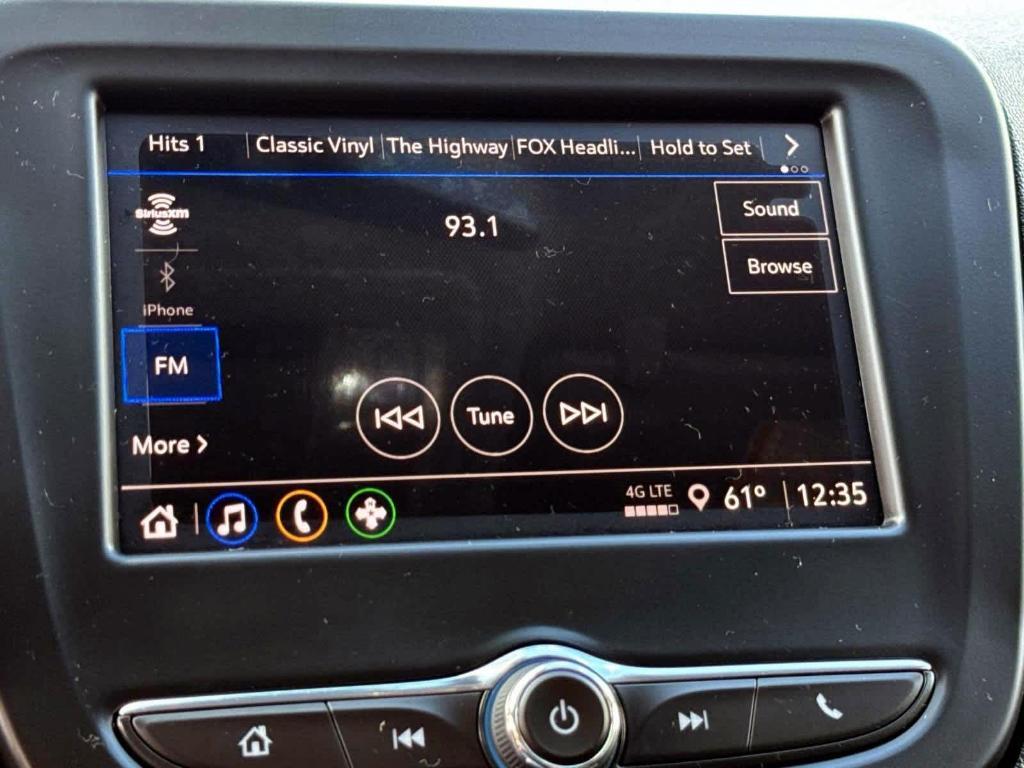 Hits 1 Classic Vinyl The Highway FOX Headli... Hold to Set
SiriusXM
93.1
Sound
Browse
iPhone
FM
Tune
More
4G LTE 61° 12:35